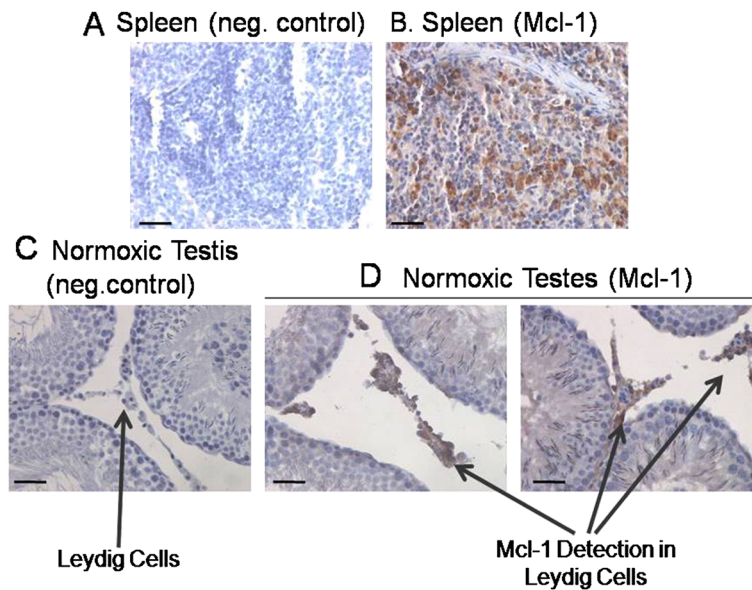 A Spleen (neg. control)
B. Spleen (Mcl-1)
C Normoxic Testis
(neg.control)
D Normoxic Testes (Mcl-1)
Leydig Cells
Mcl-1 Detection in
Leydig Cells